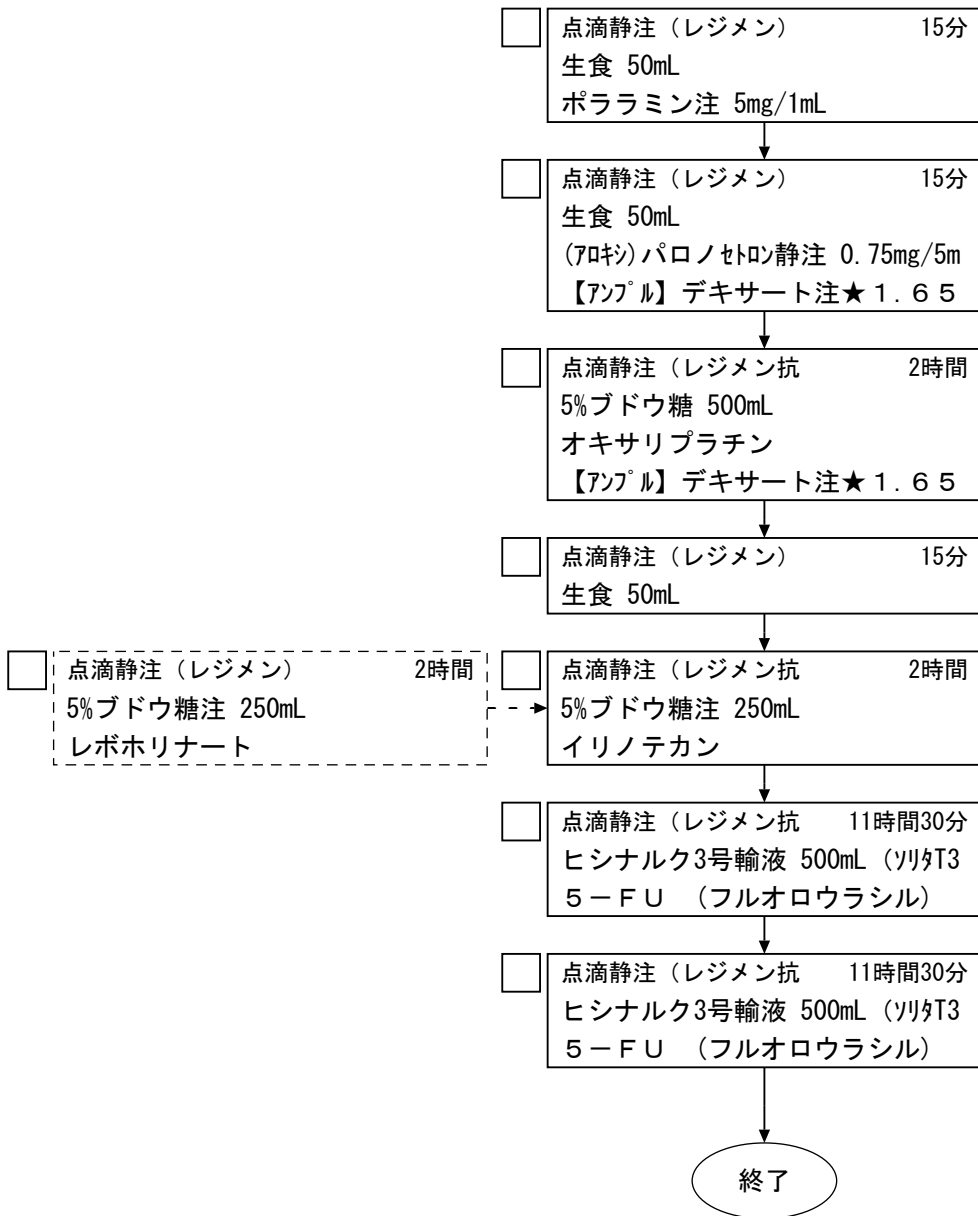 点滴静注（レジメン） 15分
生食 50mL
ポララミン注 5mg/1mL
点滴静注（レジメン） 15分
生食 50mL
(ｱﾛｷｼ)パロノｾﾄﾛﾝ静注 0.75mg/5m
【ｱﾝﾌﾟﾙ】デキサート注★１.６５
点滴静注（レジメン抗 2時間
5%ブドウ糖 500mL
オキサリプラチン
【ｱﾝﾌﾟﾙ】デキサート注★１.６５
点滴静注（レジメン） 15分
生食 50mL
点滴静注（レジメン） 2時間
5%ブドウ糖注 250mL
レボホリナート
点滴静注（レジメン抗 2時間
5%ブドウ糖注 250mL
イリノテカン
点滴静注（レジメン抗 11時間30分
ヒシナルク3号輸液 500mL（ｿﾘﾀT3
５－ＦＵ （フルオロウラシル）
点滴静注（レジメン抗 11時間30分
ヒシナルク3号輸液 500mL（ｿﾘﾀT3
５－ＦＵ （フルオロウラシル）
終了